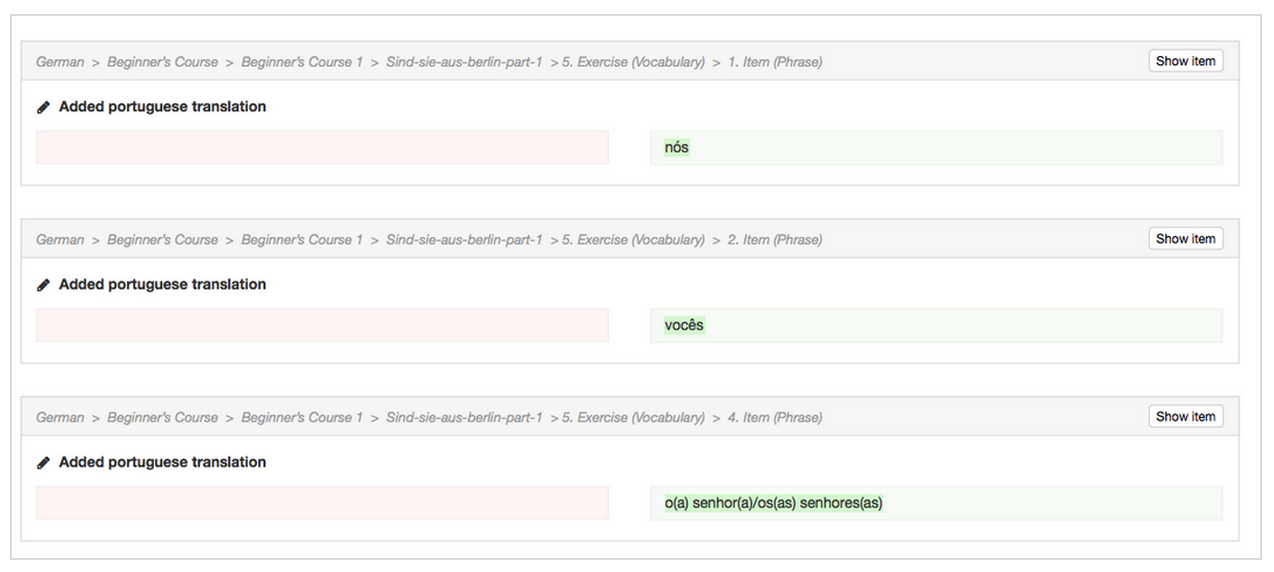 German > Beginner's Course > Beginner's Course 1 > Sind-sie-aus-berlin-part-1 > 5. Exercise (Vocabulary) > 1. Item (Phrase) Show item
Added portuguese translation
nós
German > Beginner's Course > Beginner's Course 1 > Sind-sie-aus-berlin-part-1 > 5. Exercise (Vocabulary) > 2. Item (Phrase) Show item
Added portuguese translation
vocês
German > Beginner's Course > Beginner's Course 1 > Sind-sie-aus-berlin-part-1 > 5. Exercise (Vocabulary) > 4. Item (Phrase) Show item
Added portuguese translation
o(a) senhor(a)/os(as) senhores(as)